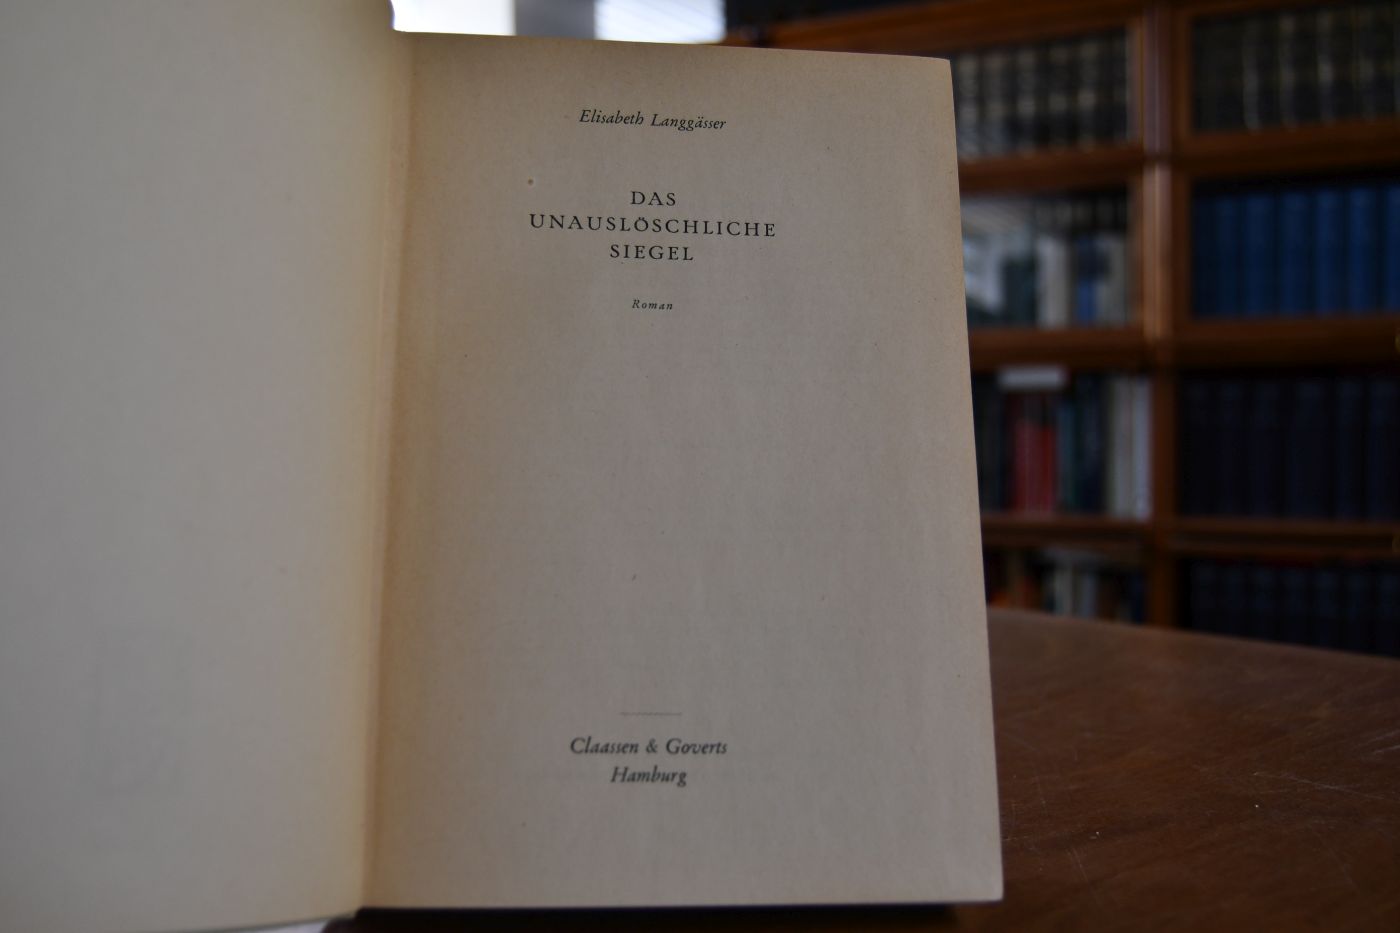 Elisabeth Langgässer
DAS
UNAUSLÖSCHLICHE
SIEGEL
Roman
Claassen & Goverts
Hamburg